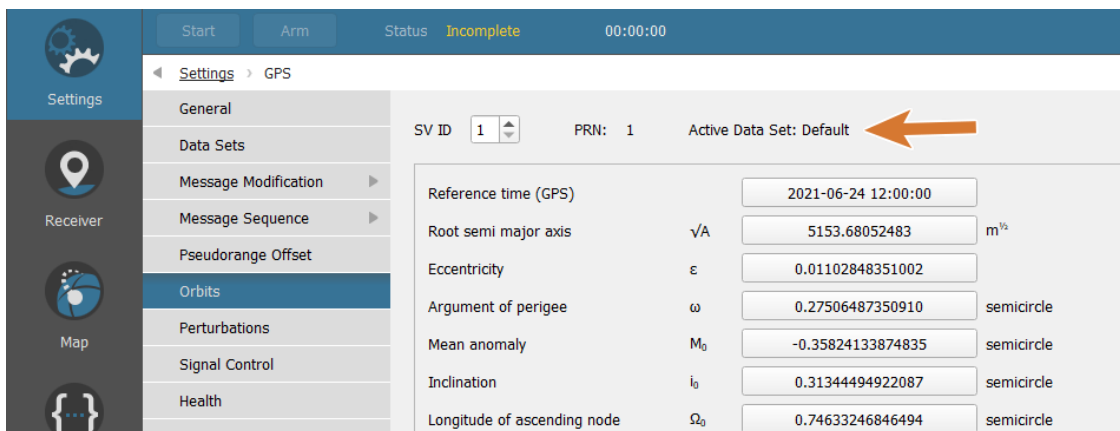 Start Arm Status Incomplete 00:00:00
Settings
Settings > GPS
General
Data Sets
Message Modification
Message Sequence
Pseudorange Offset
Orbits
Perturbations
Signal Control
Health
Receiver
Map
SV ID 1 PRN: 1 Active Data Set: Default
Reference time (GPS) 2021-06-24 12:00:00
Root semi major axis √A 5153.68052483 m½
Eccentricity ε 0.01102848351002
Argument of perigee ω 0.27506487350910 semicircle
Mean anomaly M₀ -0.35824133874835 semicircle
Inclination i₀ 0.31344494922087 semicircle
Longitude of ascending node Ω₀ 0.74633246846494 semicircle